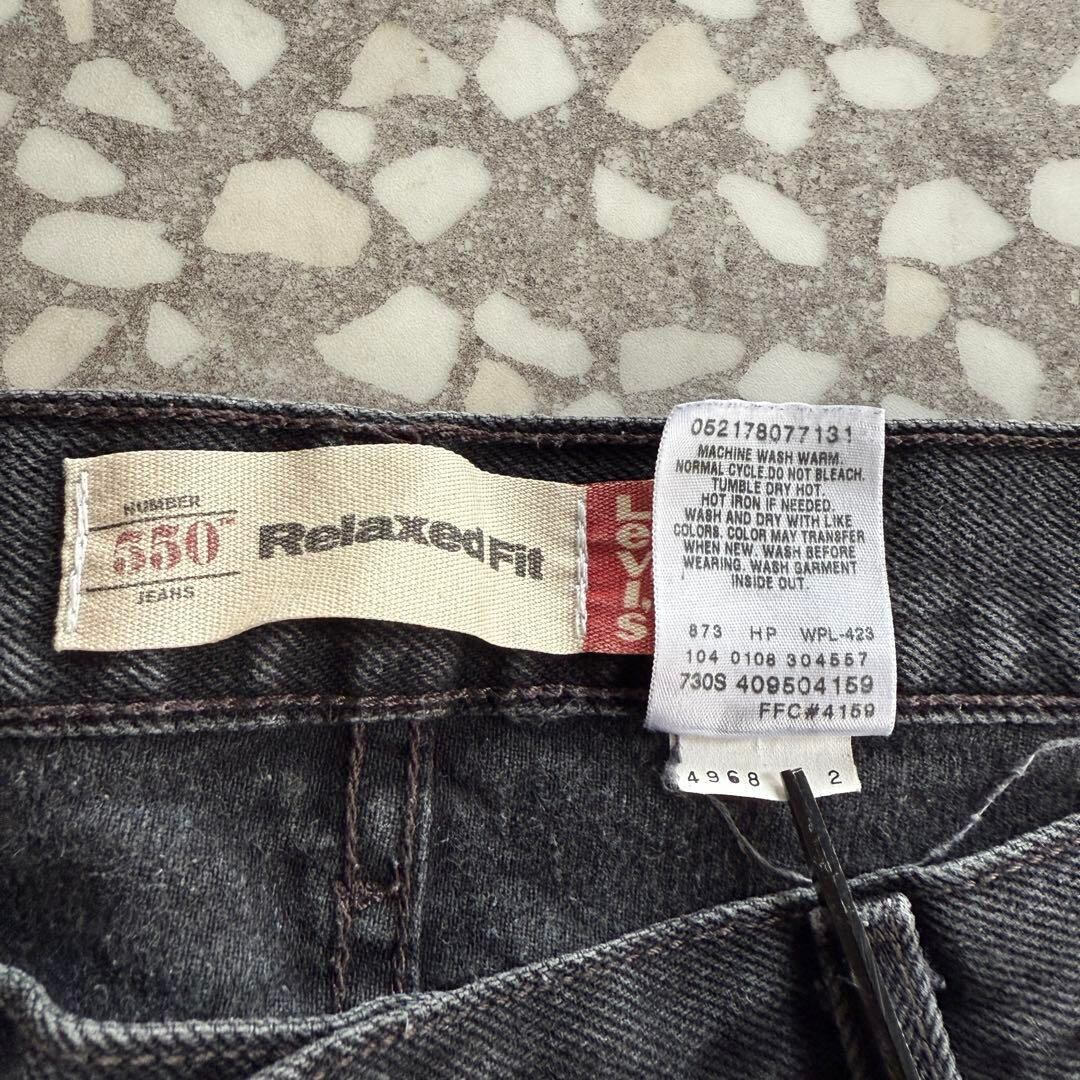 NUMBER
550™
JEANS
Relaxed Fit
Levi's
052178077131
MACHINE WASH WARM.
NORMAL CYCLE.DO NOT BLEACH.
TUMBLE DRY HOT.
HOT IRON IF NEEDED.
WASH AND DRY WITH LIKE
COLORS. COLOR MAY TRANSFER
WHEN NEW. WASH BEFORE
WEARING. WASH GARMENT
INSIDE OUT.
873 HP WPL-423
104 0108 304557
730S 409504159
FFC#4159
4968 2